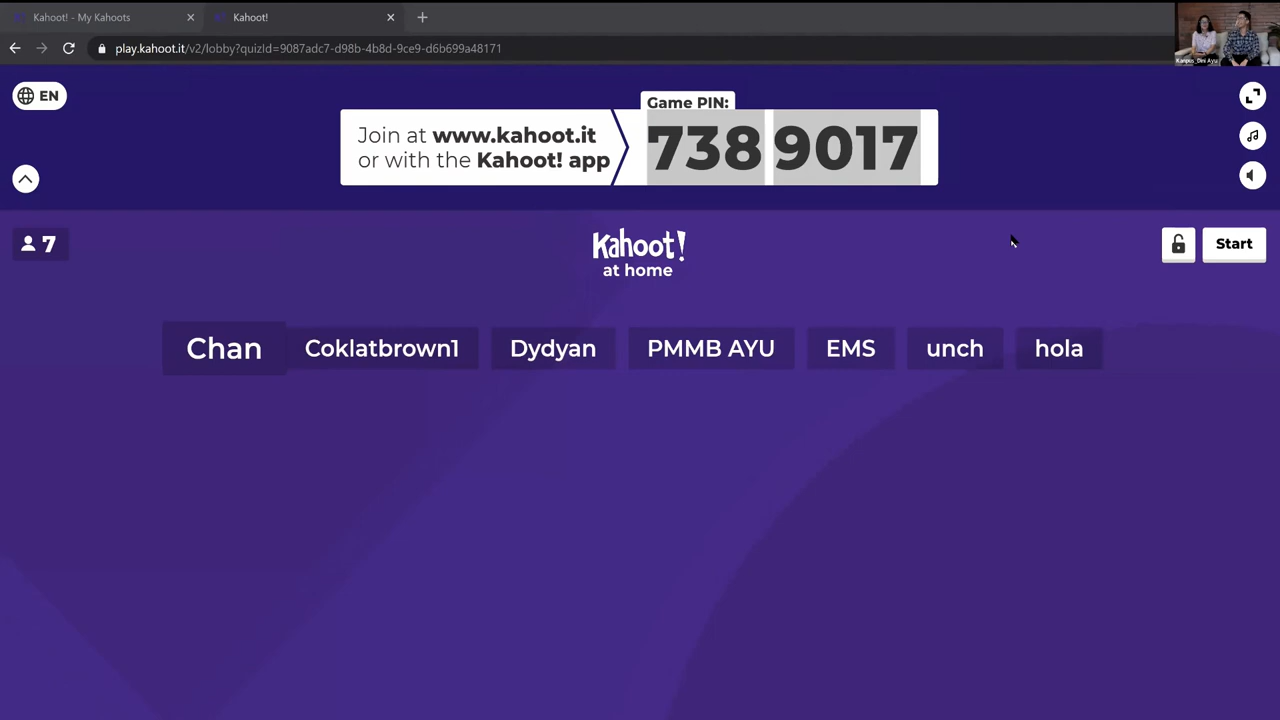 Kahoot! - My Kahoots
Kahoot!
play.kahoot.it/v2/lobby?quizId=9087adc7-d98b-4b8d-9ce9-d6b699a48171
Kanpus_Dini Ayu
EN
Game PIN:
Join at www.kahoot.it
or with the Kahoot! app
738 9017
7
Kahoot!
at home
Start
Chan
Coklatbrown1
Dydyan
PMMB AYU
EMS
unch
hola